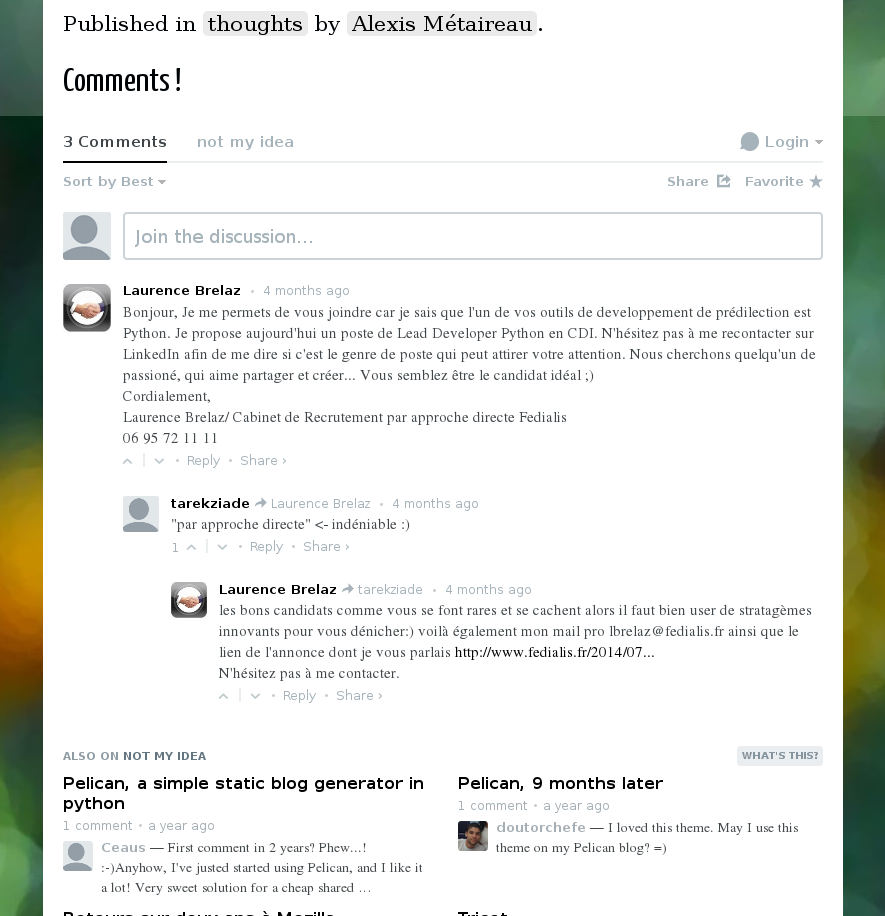 Published in thoughts by Alexis Métaireau.
Comments !
3 Comments not my idea Login
Sort by Best Share Favorite
Join the discussion...
Laurence Brelaz • 4 months ago
Bonjour, Je me permets de vous joindre car je sais que l'un de vos outils de developpement de prédilection est
Python. Je propose aujourd'hui un poste de Lead Developer Python en CDI. N'hésitez pas à me recontacter sur
LinkedIn afin de me dire si c'est le genre de poste qui peut attirer votre attention. Nous cherchons quelqu'un de
passioné, qui aime partager et créer... Vous semblez être le candidat idéal ;)
Cordialement,
Laurence Brelaz/ Cabinet de Recrutement par approche directe Fedialis
06 95 72 11 11
• Reply • Share ›
tarekziade Laurence Brelaz • 4 months ago
"par approche directe" <- indéniable :)
1 • Reply • Share ›
Laurence Brelaz tarekziade • 4 months ago
les bons candidats comme vous se font rares et se cachent alors il faut bien user de stratagèmes
innovants pour vous dénicher:) voilà également mon mail pro lbrelaz@fedialis.fr ainsi que le
lien de l'annonce dont je vous parlais http://www.fedialis.fr/2014/07...
N'hésitez pas à me contacter.
• Reply • Share ›
ALSO ON NOT MY IDEA WHAT'S THIS?
Pelican, a simple static blog generator in
python
1 comment • a year ago
Ceaus — First comment in 2 years? Phew...!
:-)Anyhow, I've justed started using Pelican, and I like it
a lot! Very sweet solution for a cheap shared …
Pelican, 9 months later
1 comment • a year ago
doutorchefe — I loved this theme. May I use this
theme on my Pelican blog? =)
Retours sur deux ans à Mozilla
Tricot